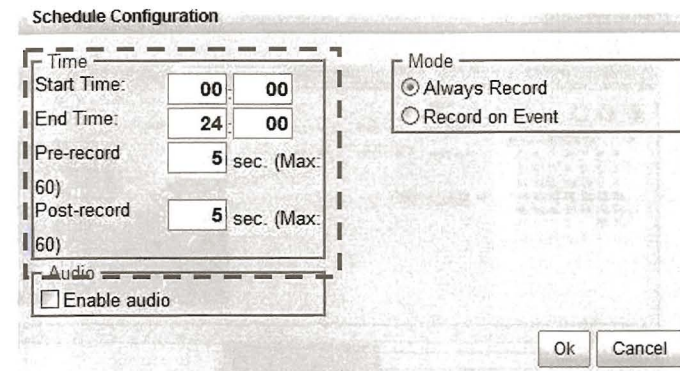 Schedule Configuration
Time
Start Time: 00 : 00
End Time: 24 : 00
Pre-record 5 sec. (Max:
60)
Post-record 5 sec. (Max:
60)
Audio
Enable audio
Mode
Always Record
Record on Event
Ok Cancel